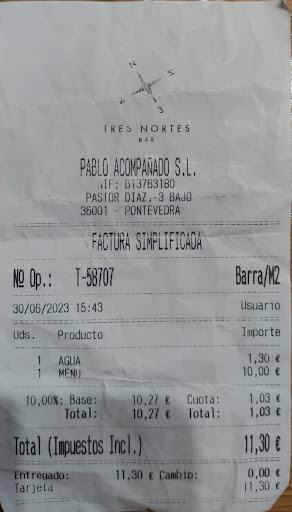 N
N
3
TRES NORTES
BAR
PABLO ACOMPAÑADO S.L.
NIF: B13763180
PASTOR DIAZ,-3 BAJO
36001 - PONTEVEDRA
FACTURA SIMPLIFICADA
Nº Op.: T-58707 Barra/M2
30/06/2023 15:43 Usuario
Uds. Producto Importe
1 AGUA 1,30 €
1 MENU 10,00 €
10,00%: Base: 10,27 € Cuota: 1,03 €
Total: 10,27 € Total: 1,03 €
Total (Impuestos Incl.) 11,30 €
Entregado: 11,30 € Cambio: 0,00 €
Tarjeta 11,30 €